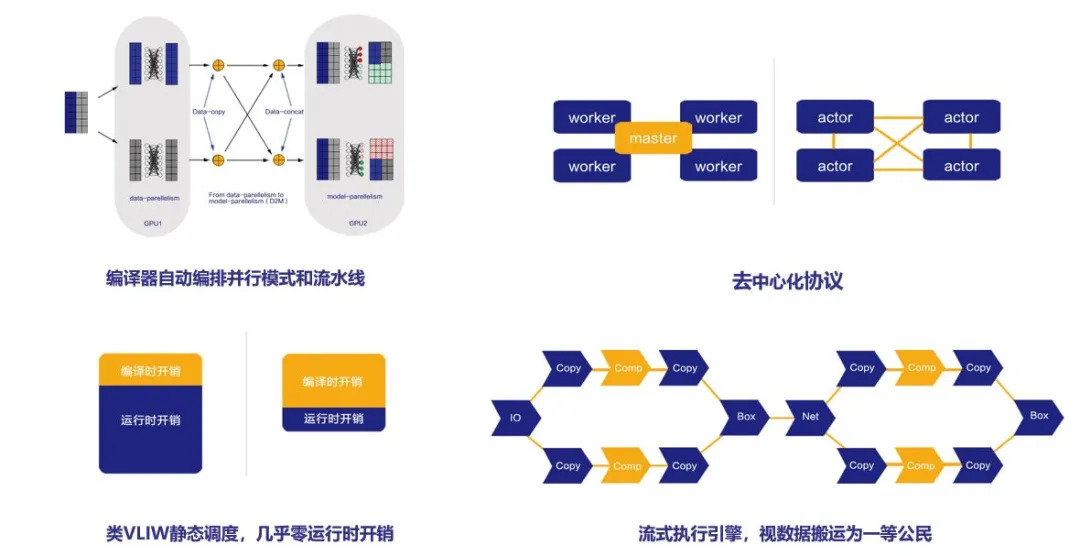 Data-copy
Data-concat
From data-parellelism to
model-parellelism（D2M）
data-parellelism
model-parellelism
GPU1
GPU2
编译器自动编排并行模式和流水线
worker
worker
master
worker
worker
actor
actor
actor
actor
去中心化协议
编译时开销
运行时开销
编译时开销
运行时开销
类VLIW静态调度，几乎零运行时开销
Copy
Comp
Copy
Copy
Comp
Copy
IO
Box
Net
Box
Copy
Comp
Copy
Copy
Comp
Copy
流式执行引擎，视数据搬运为一等公民